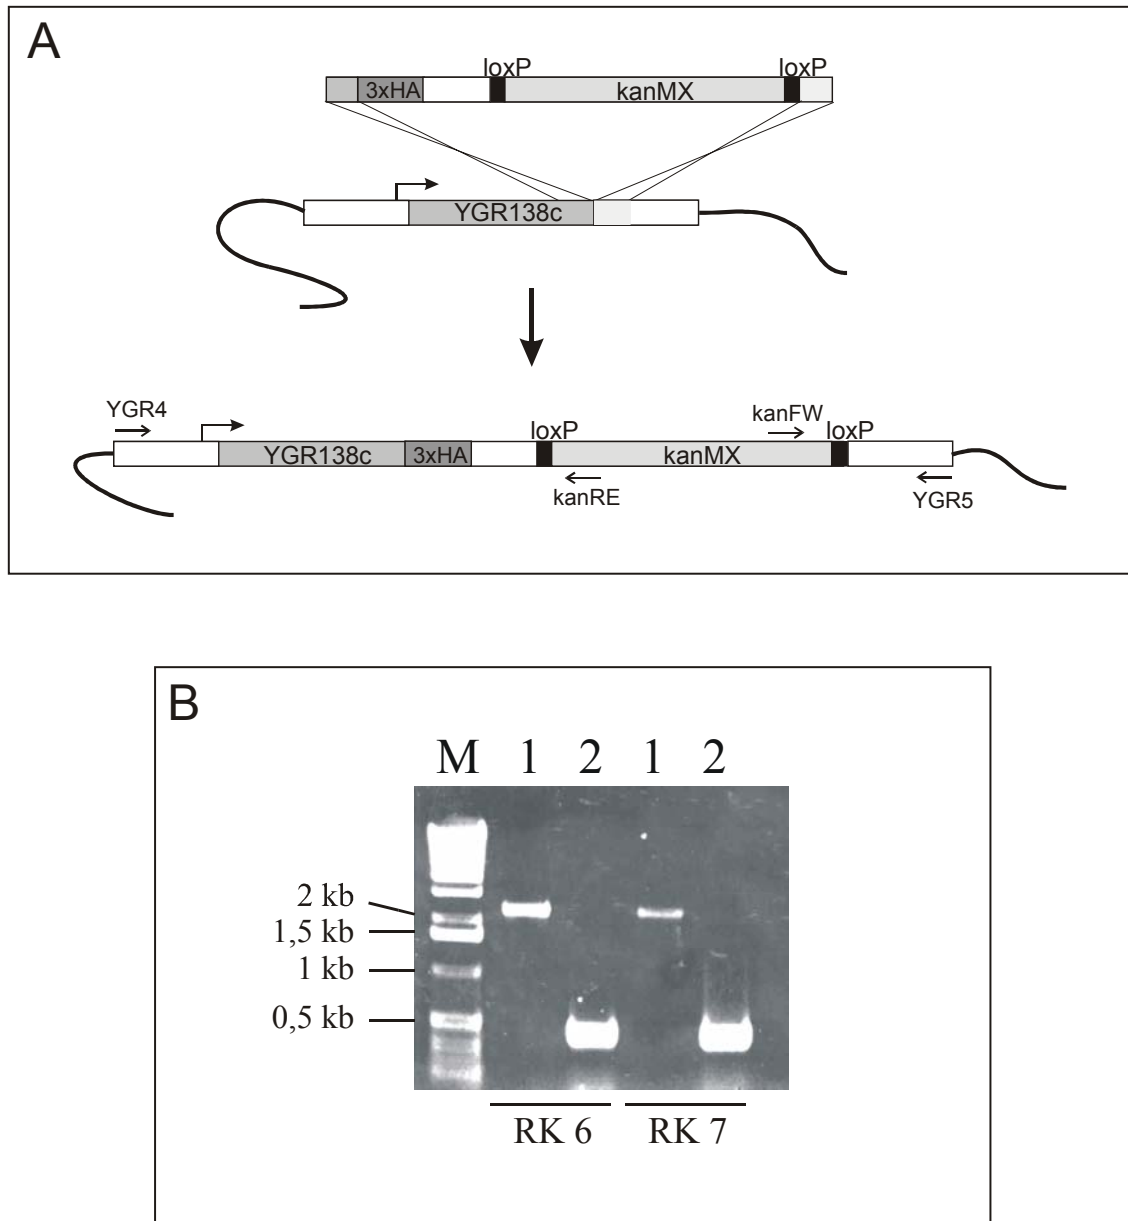 A
loxP loxP
3xHA kanMX
YGR138c
YGR4 kanFW
loxP loxP
YGR138c 3xHA kanMX
kanRE YGR5
B
M 1 2 1 2
2 kb
1,5 kb
1 kb
0,5 kb
RK 6 RK 7